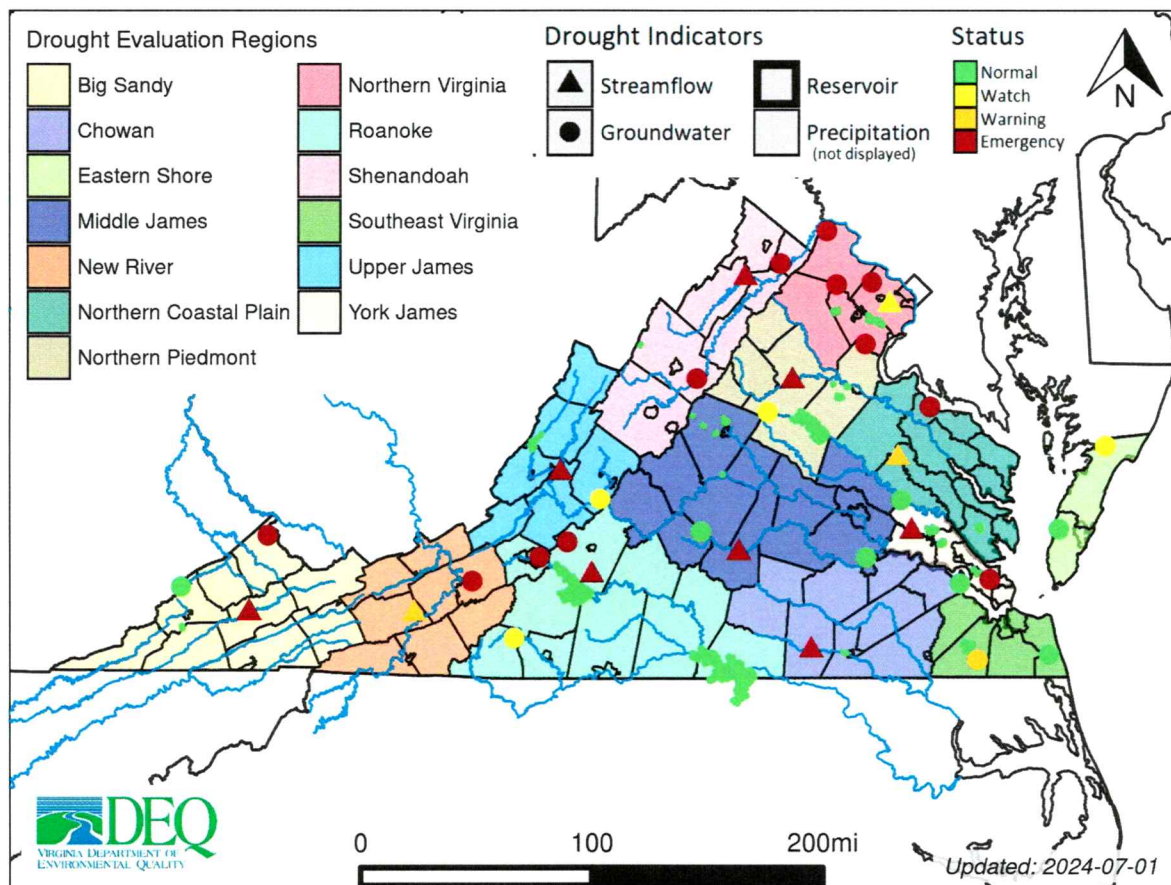 Drought Evaluation Regions
Big Sandy
Chowan
Eastern Shore
Middle James
New River
Northern Coastal Plain
Northern Piedmont
Northern Virginia
Roanoke
Shenandoah
Southeast Virginia
Upper James
York James
Drought Indicators
Streamflow
Groundwater
Reservoir
Precipitation
(not displayed)
Status
Normal
Watch
Warning
Emergency
N
DEQ
VIRGINIA DEPARTMENT OF
ENVIRONMENTAL QUALITY
0 100 200mi
Updated: 2024-07-01